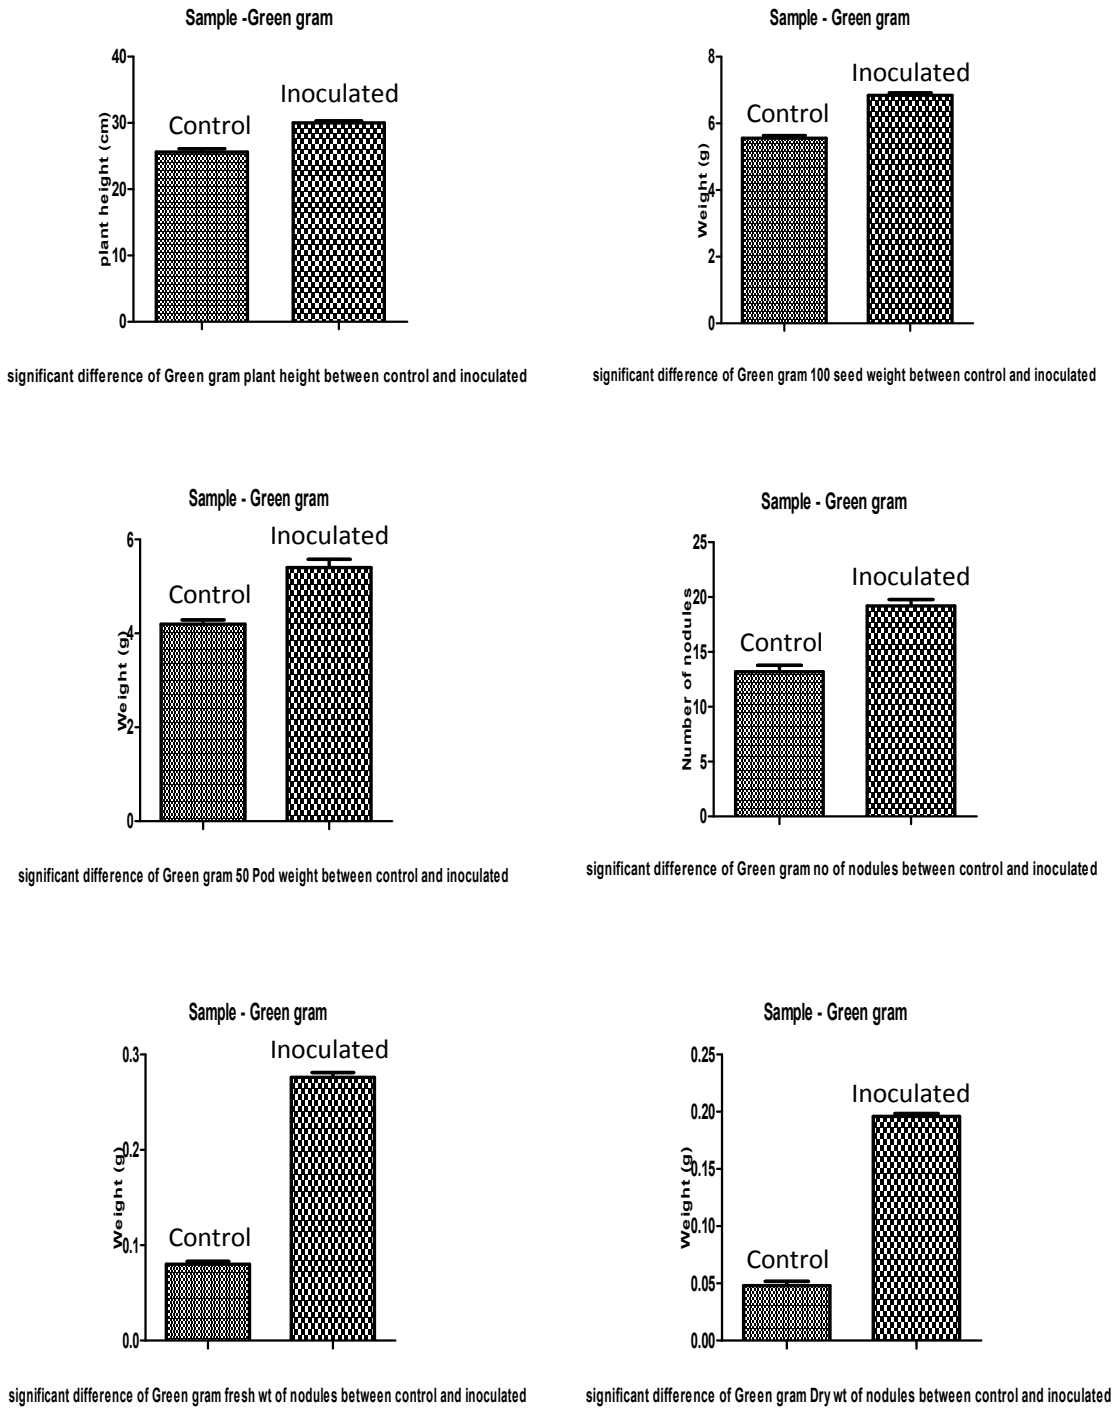 Sample -Green gram
40
30
20
10
0
plant height (cm)
Control
Inoculated
significant difference of Green gram plant height between control and inoculated
Sample - Green gram
8
6
4
2
0
Weight (g)
Control
Inoculated
significant difference of Green gram 100 seed weight between control and inoculated
Sample - Green gram
6
4
2
0
Weight (g)
Control
Inoculated
significant difference of Green gram 50 Pod weight between control and inoculated
Sample - Green gram
25
20
15
10
5
0
Number of nodules
Control
Inoculated
significant difference of Green gram no of nodules between control and inoculated
Sample - Green gram
0.3
0.2
0.1
0.0
Weight (g)
Control
Inoculated
significant difference of Green gram fresh wt of nodules between control and inoculated
Sample - Green gram
0.25
0.20
0.15
0.10
0.05
0.00
Weight (g)
Control
Inoculated
significant difference of Green gram Dry wt of nodules between control and inoculated